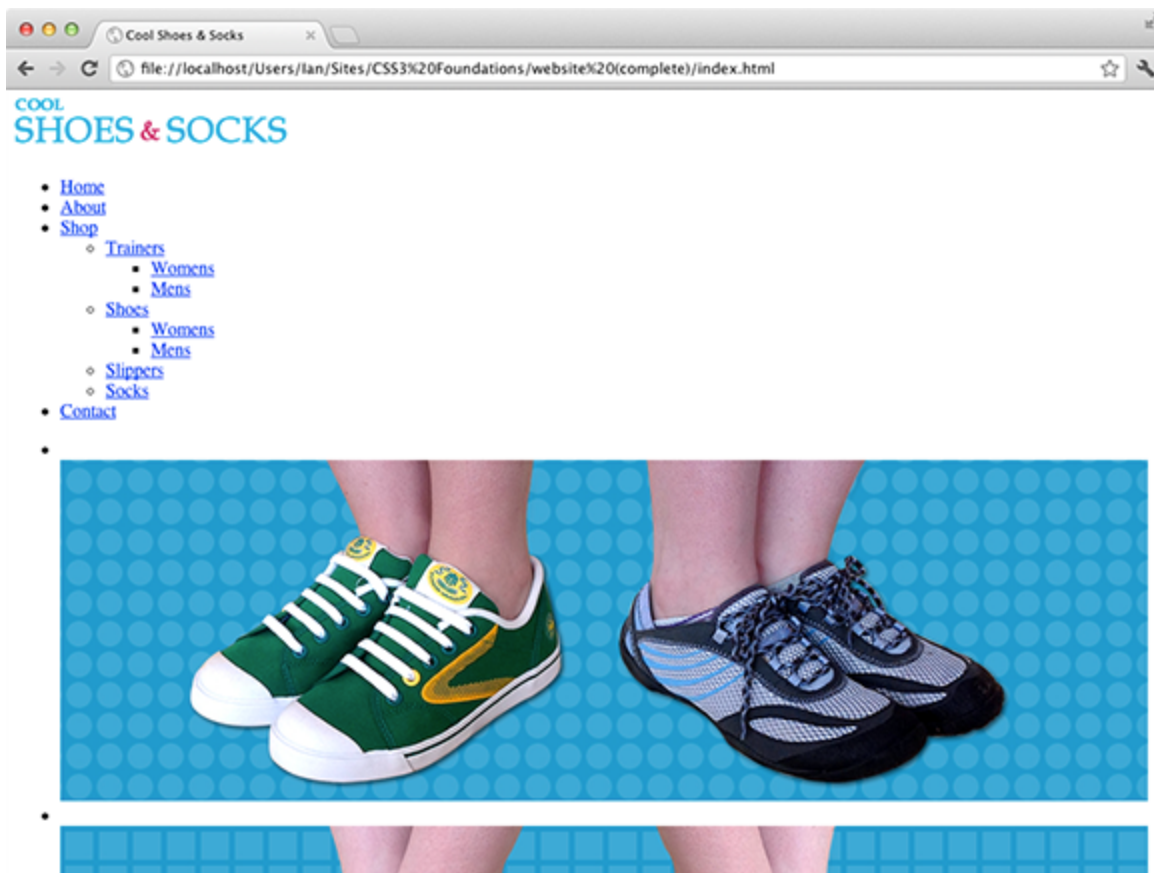 Cool Shoes & Socks
file://localhost/Users/Ian/Sites/CSS3%20Foundations/website%20(complete)/index.html
COOL
SHOES & SOCKS
Home
About
Shop
Trainers
Womens
Mens
Shoes
Womens
Mens
Slippers
Socks
Contact